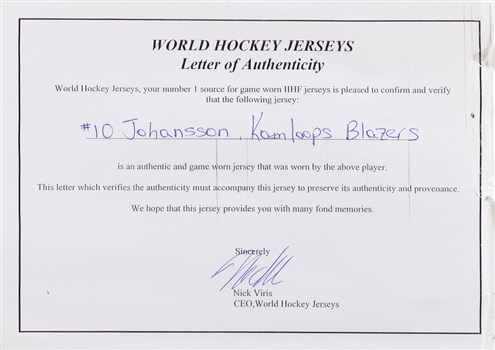 WORLD HOCKEY JERSEYS
Letter of Authenticity
World Hockey Jerseys, your number 1 source for game worn IIHF jerseys is pleased to confirm and verify
that the following jersey:
#10 Johansson, Kamloops Blazers
is an authentic and game worn jersey that was worn by the above player.
This letter which verifies the authenticity must accompany this jersey to preserve its authenticity and provenance.
We hope that this jersey provides you with many fond memories.
Sincerely
Nick Viris
CEO,World Hockey Jerseys